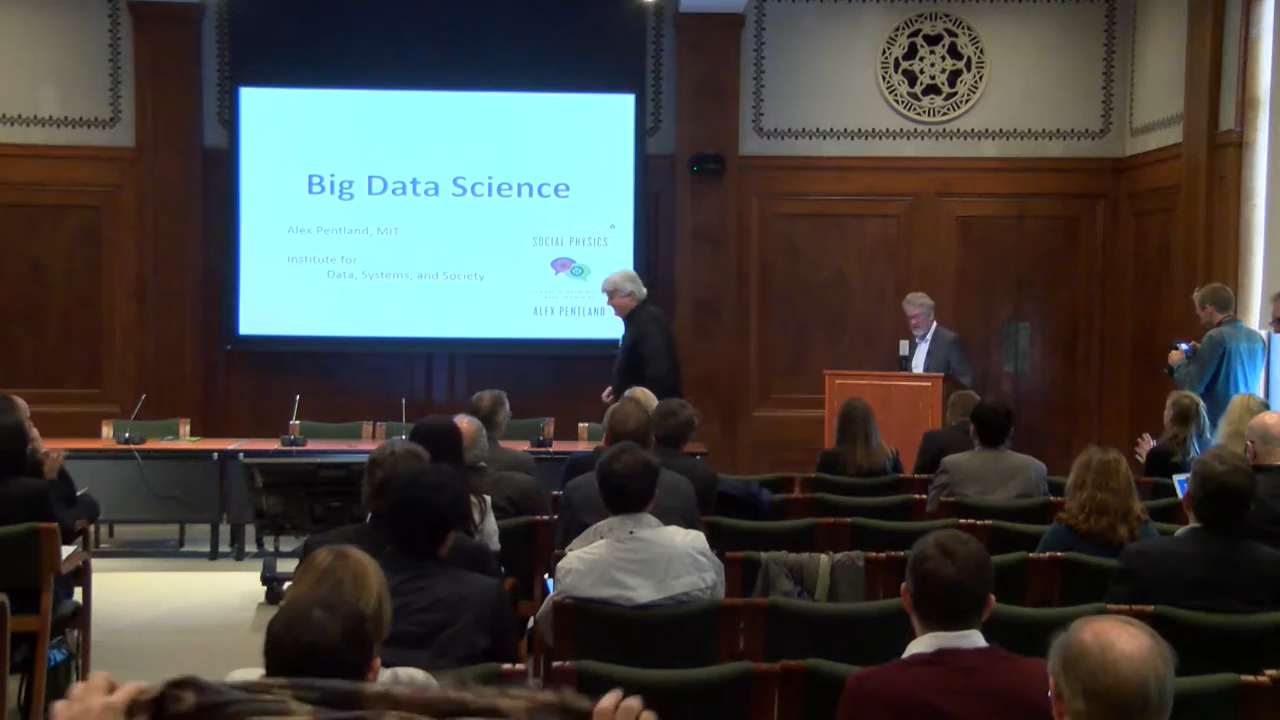 Big Data Science
Alex Pentland, MIT
Institute for
Data, Systems, and Society
SOCIAL PHYSICS
ALEX PENTLAND